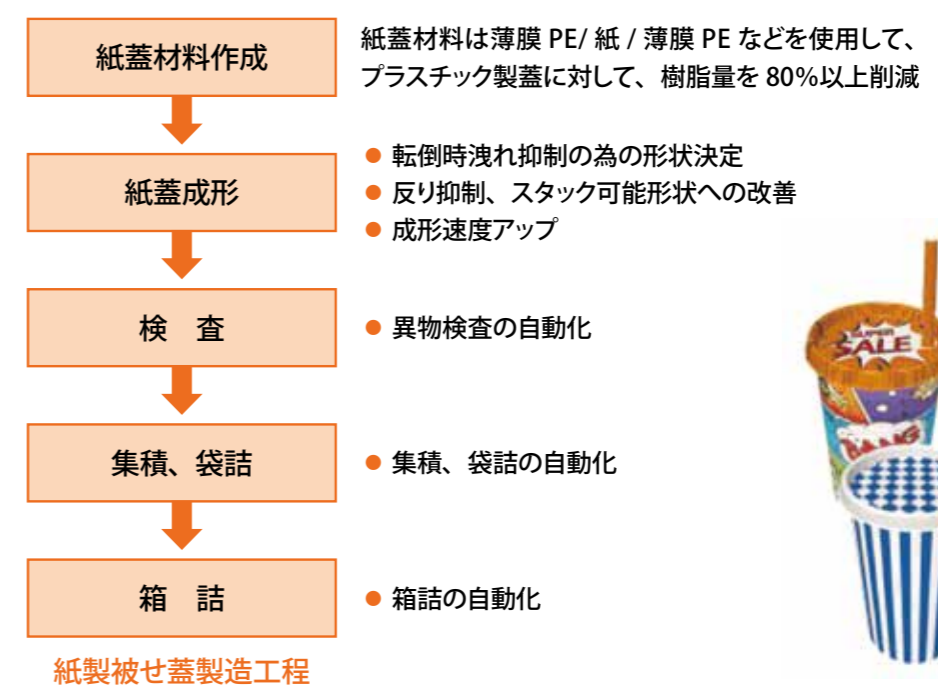 紙蓋材料作成
紙蓋材料は薄膜 PE/ 紙 / 薄膜 PE などを使用して、
プラスチック製蓋に対して、樹脂量を 80%以上削減
紙蓋成形
● 転倒時洩れ抑制の為の形状決定
● 反り抑制、スタック可能形状への改善
● 成形速度アップ
検　査
● 異物検査の自動化
集積、袋詰
● 集積、袋詰の自動化
箱　詰
● 箱詰の自動化
紙製被せ蓋製造工程
SUPER
SALE
BANG